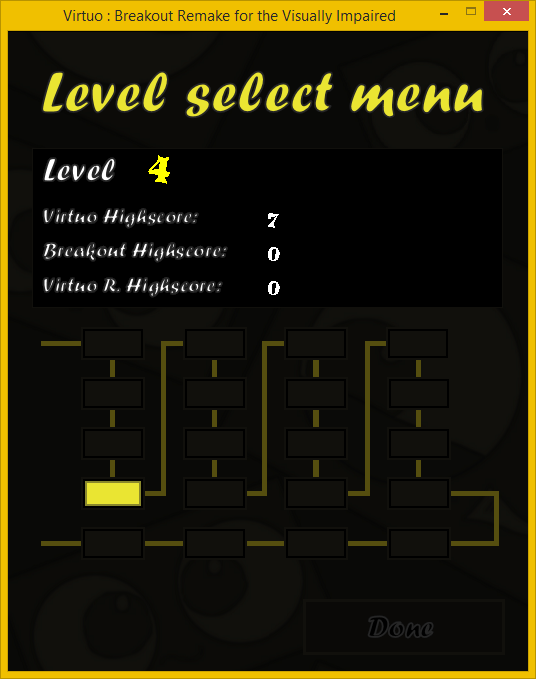 Virtuo : Breakout Remake for the Visually Impaired
Level select menu
Level 4
Virtuo Highscore: 7
Breakout Highscore: 0
Virtuo R. Highscore: 0
Done